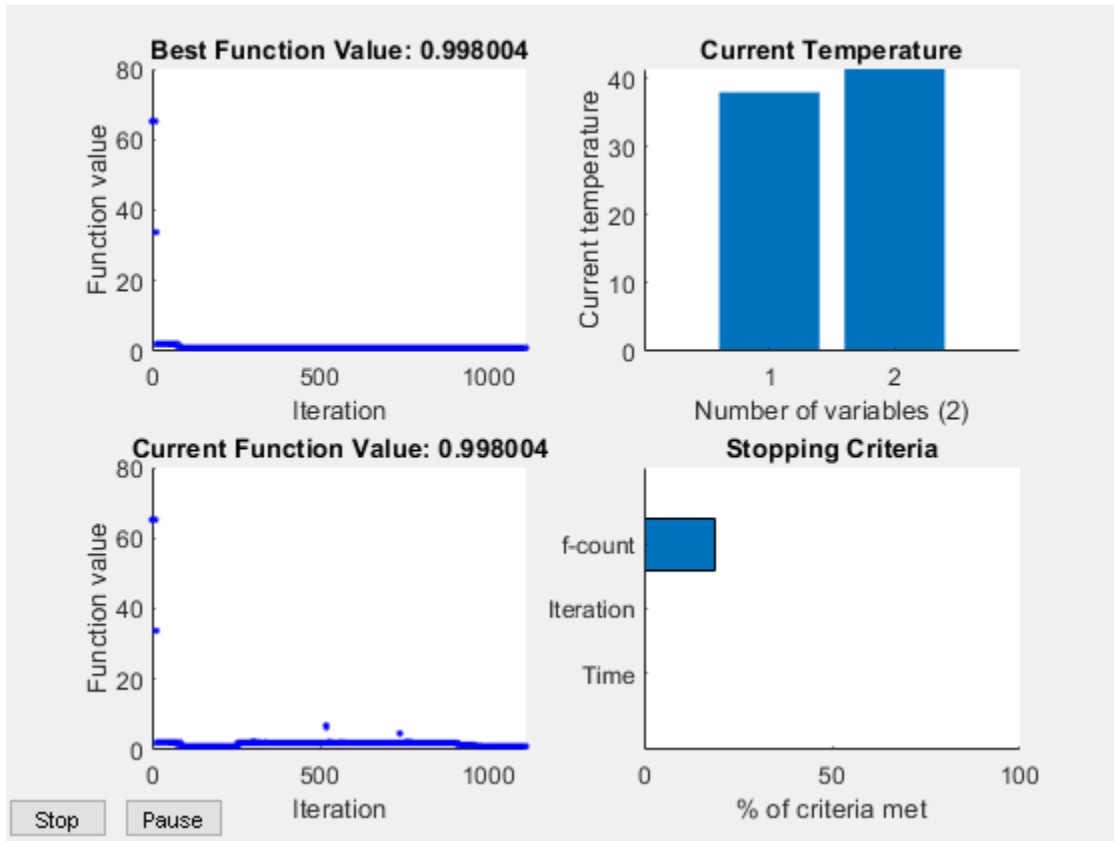 Best Function Value: 0.998004
80
60
40
20
0
Function value
0 500 1000
Iteration
Current Temperature
40
30
20
10
0
Current temperature
1 2
Number of variables (2)
Current Function Value: 0.998004
80
60
40
20
0
Function value
0 500 1000
Iteration
Stopping Criteria
f-count
Iteration
Time
0 50 100
% of criteria met
Stop Pause